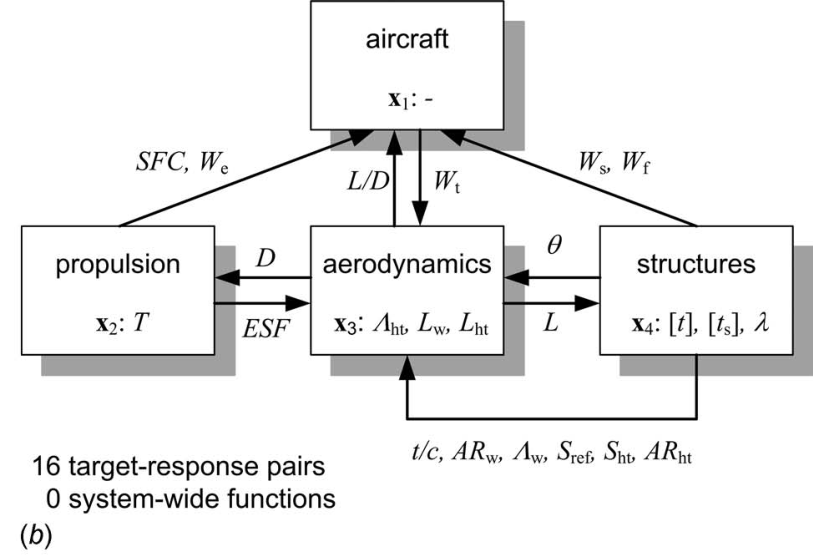 aircraft
x₁: -
SFC, Wₑ
L/D
Wₜ
Wₛ, W_f
propulsion
x₂: T
D
ESF
aerodynamics
x₃: Λₕₜ, L_w, Lₕₜ
θ
L
structures
x₄: [t], [tₛ], λ
t/c, AR_w, Λ_w, S_ref, Sₕₜ, ARₕₜ
16 target-response pairs
0 system-wide functions
(b)